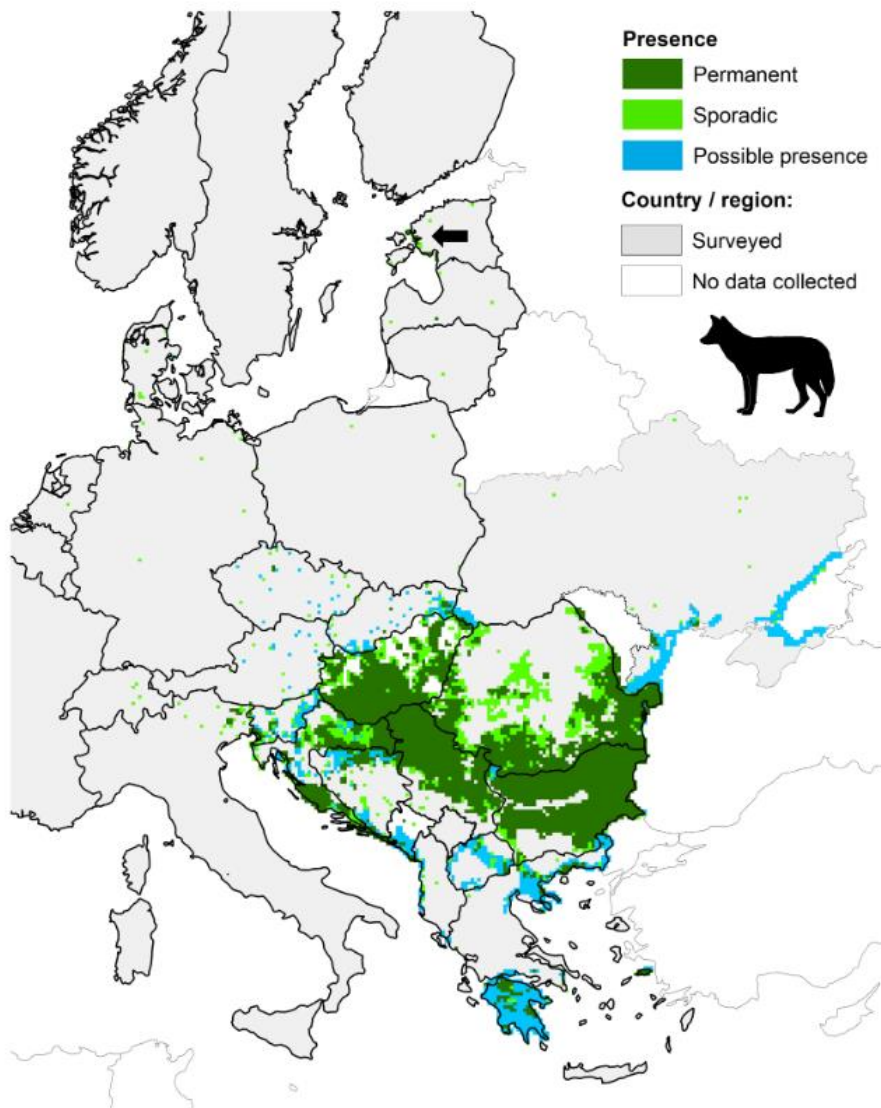 Presence
Permanent
Sporadic
Possible presence
Country / region:
Surveyed
No data collected